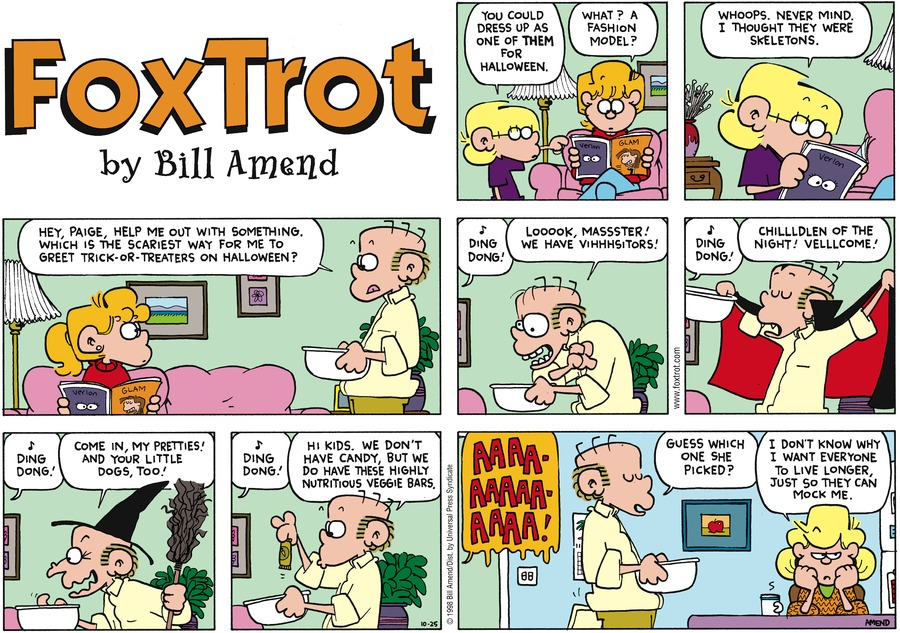 FoxTrot
by Bill Amend
YOU COULD
DRESS UP AS
ONE OF THEM
FOR
HALLOWEEN.
WHAT? A
FASHION
MODEL?
Verlon
GLAM
WHOOPS. NEVER MIND.
I THOUGHT THEY WERE
SKELETONS.
Verlon
HEY, PAIGE, HELP ME OUT WITH SOMETHING.
WHICH IS THE SCARIEST WAY FOR ME TO
GREET TRICK-OR-TREATERS ON HALLOWEEN?
Verlon
GLAM
♪
DING
DONG!
LOOOOK, MASSSTER!
WE HAVE VIHHHSITORS!
♪
DING
DONG!
CHILLLDLEN OF THE
NIGHT! VELLLCOME!
www.foxtrot.com
♪
DING
DONG!
COME IN, MY PRETTIES!
AND YOUR LITTLE
DOGS, TOO!
♪
DING
DONG!
HI KIDS. WE DON'T
HAVE CANDY, BUT WE
DO HAVE THESE HIGHLY
NUTRITIOUS VEGGIE BARS.
10-25
© 1998 Bill Amend/Dist. by Universal Press Syndicate
AAAA-
AAAAA-
AAAA!
GUESS WHICH
ONE SHE
PICKED?
I DON'T KNOW WHY
I WANT EVERYONE
TO LIVE LONGER,
JUST SO THEY CAN
MOCK ME.
AMEND